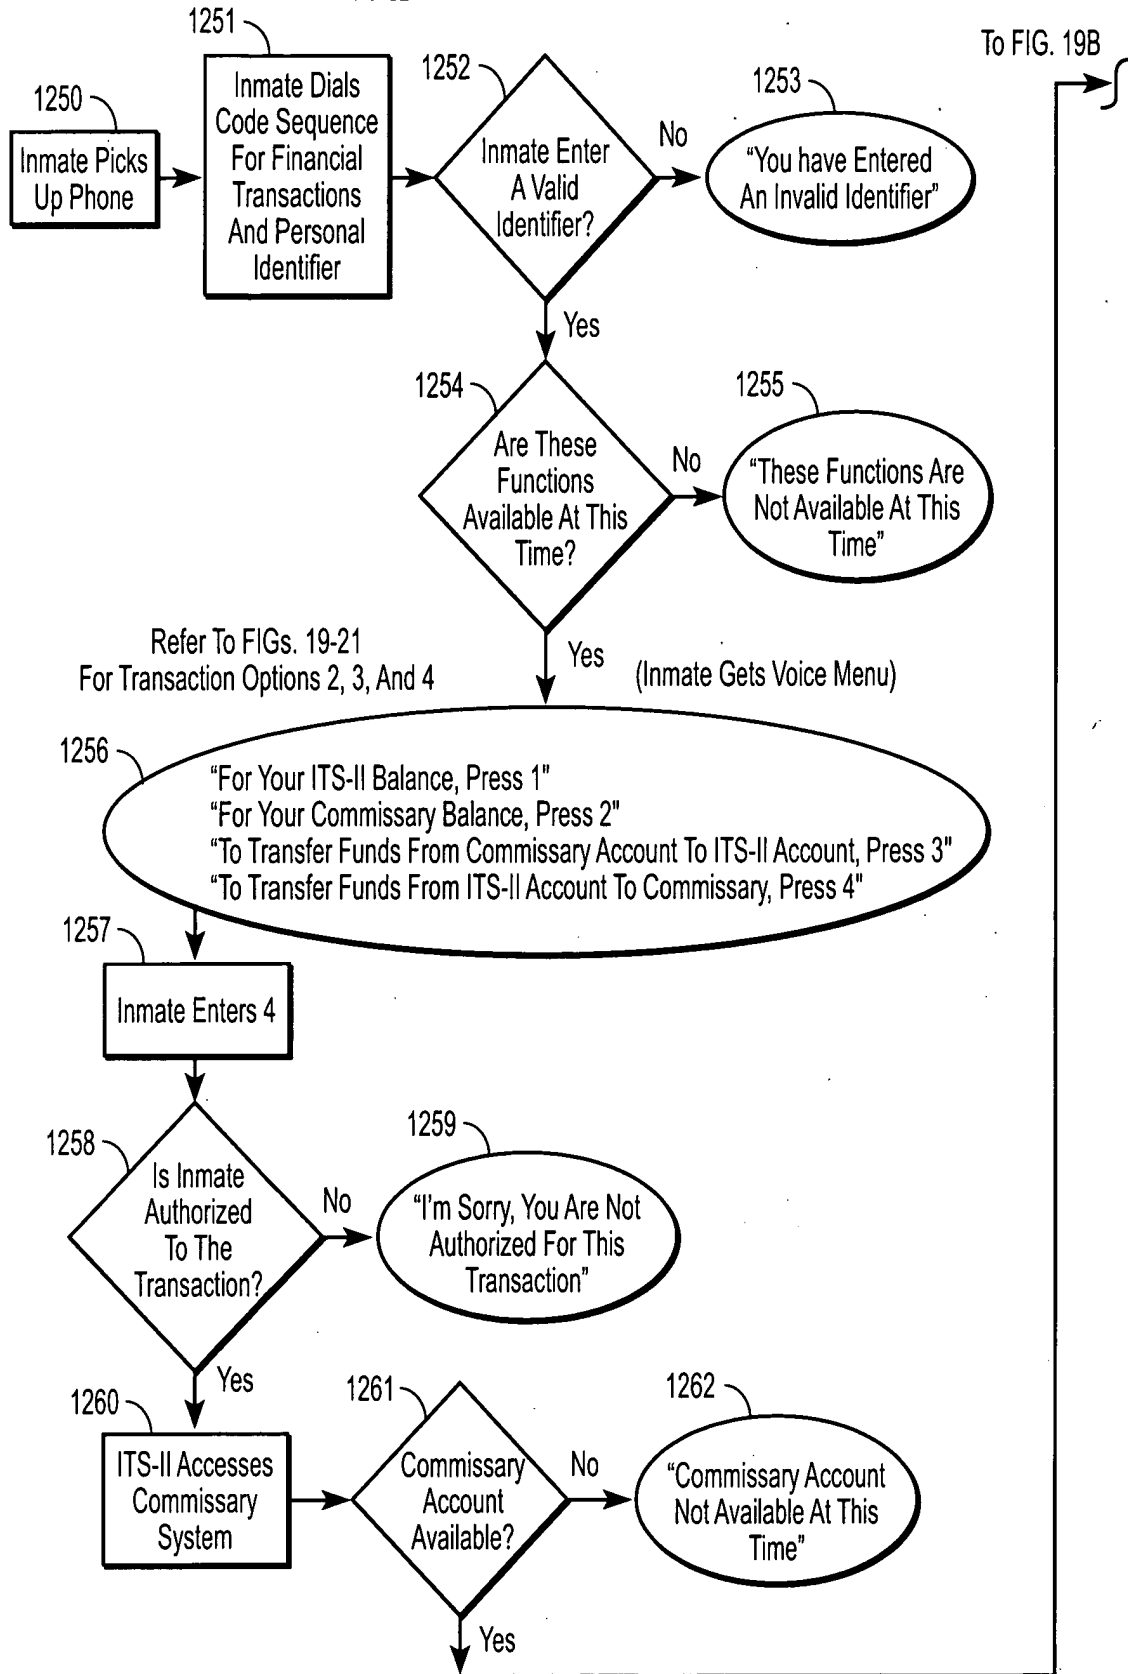 To FIG. 19B
1250
Inmate Picks
Up Phone
1251
Inmate Dials
Code Sequence
For Financial
Transactions
And Personal
Identifier
1252
Inmate Enter
A Valid
Identifier?
No
1253
“You have Entered
An Invalid Identifier”
Yes
1254
Are These
Functions
Available At This
Time?
No
1255
“These Functions Are
Not Available At This
Time”
Yes
Refer To FIGs. 19-21
For Transaction Options 2, 3, And 4
(Inmate Gets Voice Menu)
1256
“For Your ITS-II Balance, Press 1"
“For Your Commissary Balance, Press 2"
“To Transfer Funds From Commissary Account To ITS-II Account, Press 3"
“To Transfer Funds From ITS-II Account To Commissary, Press 4"
1257
Inmate Enters 4
1258
Is Inmate
Authorized
To The
Transaction?
No
1259
“I'm Sorry, You Are Not
Authorized For This
Transaction”
Yes
1260
ITS-II Accesses
Commissary
System
1261
Commissary
Account
Available?
No
1262
“Commissary Account
Not Available At This
Time”
Yes